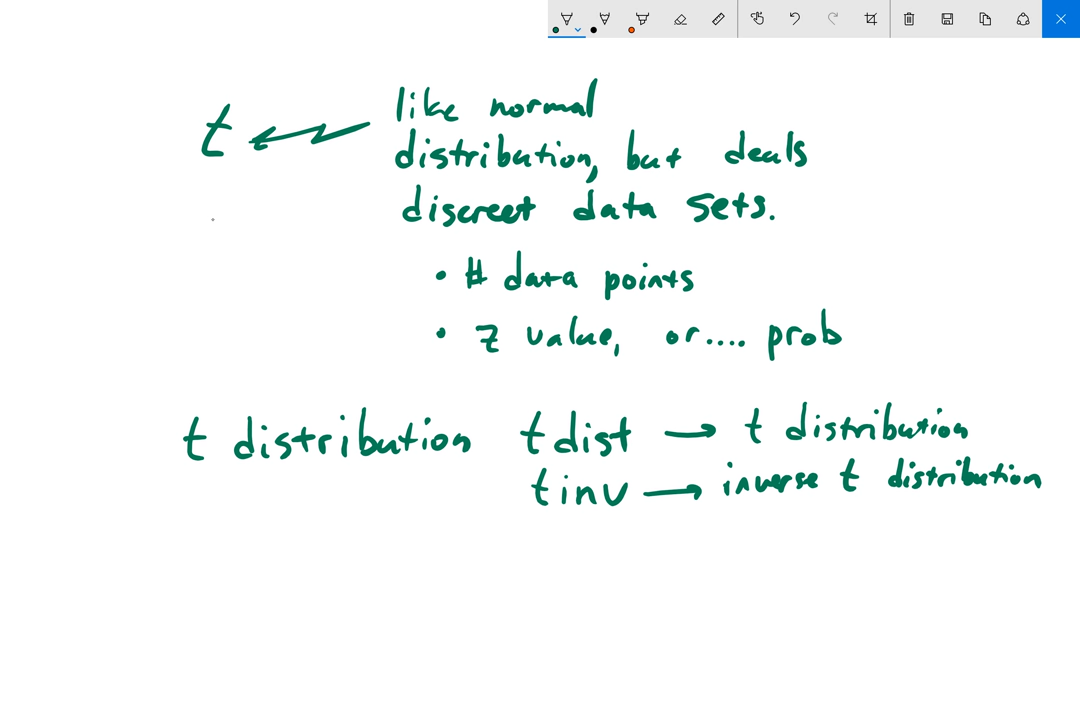 t
like normal
distribution, but deals
discreet data sets.
• # data points
• z value, or.... prob
t distribution
tdist → t distribution
tinv → inverse t distribution